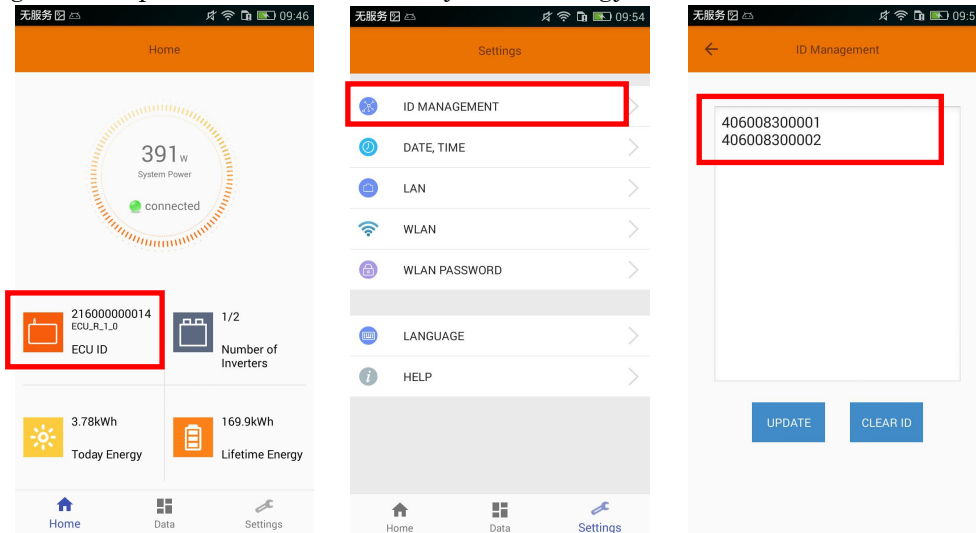 无服务 09:46
Home
391 W
System Power
connected
216000000014
ECU_R_1_0
ECU ID
1/2
Number of
Inverters
3.78kWh
Today Energy
169.9kWh
Lifetime Energy
Home Data Settings
无服务 09:54
Settings
ID MANAGEMENT
DATE, TIME
LAN
WLAN
WLAN PASSWORD
LANGUAGE
HELP
Home Data Settings
无服务 09:5
ID Management
406008300001
406008300002
UPDATE CLEAR ID